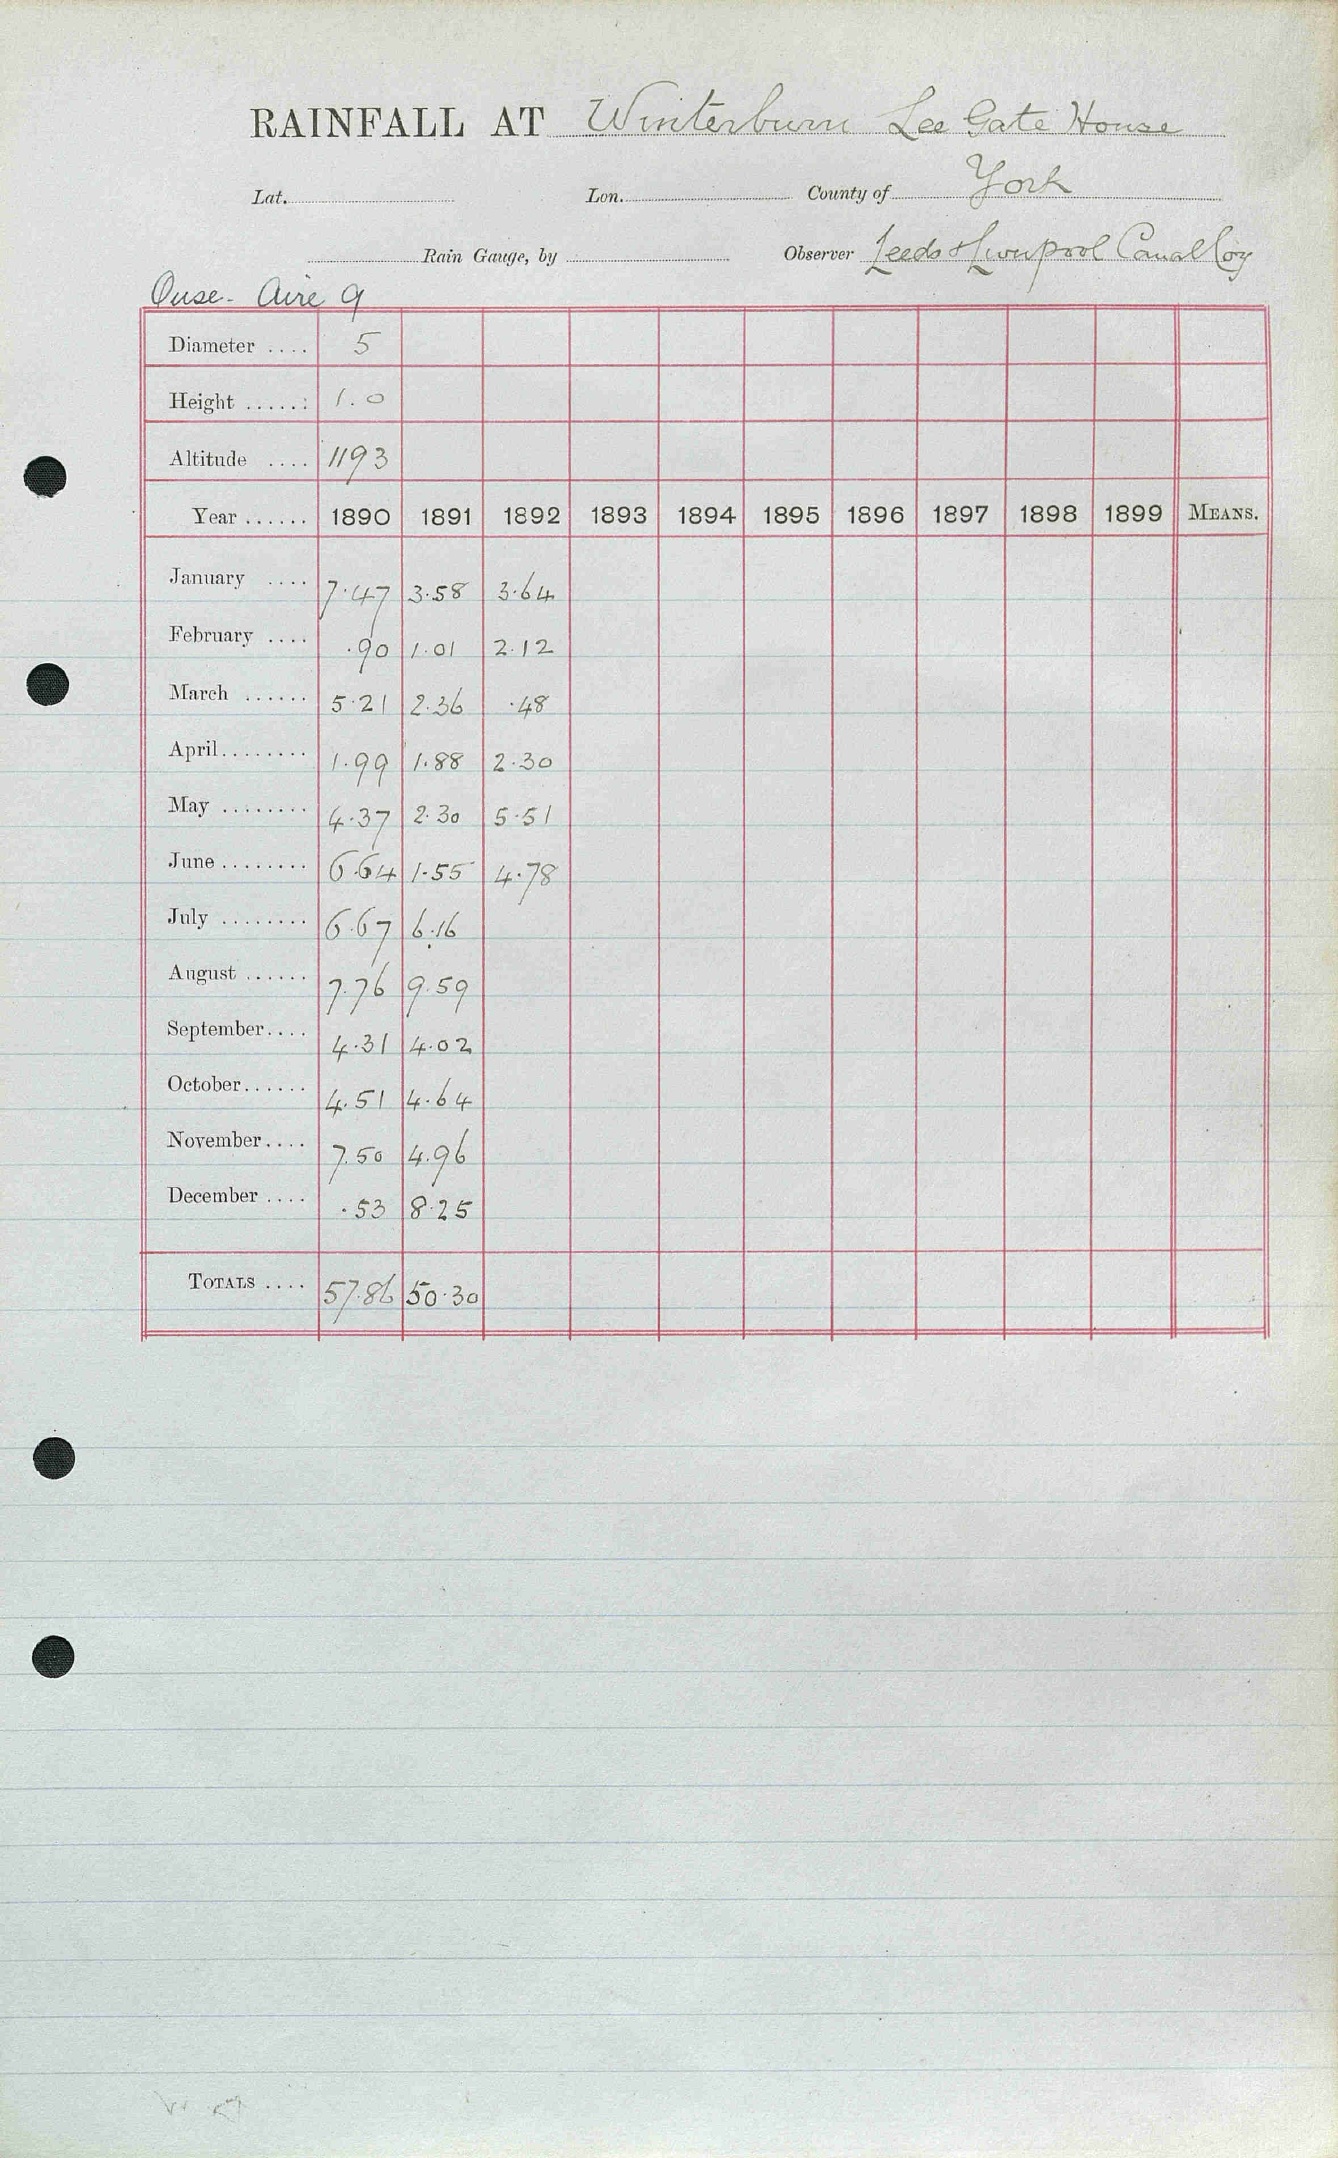 RAINFALL AT Winterburn Lee Gate House
Lat. Lon. County of York
Rain Gauge, by Observer Leeds & Liverpool Canal Coy
Ouse - Aire 9
Diameter .... 5
Height ...... 1.0
Altitude .... 1193
Year ...... 1890 1891 1892 1893 1894 1895 1896 1897 1898 1899 MEANS.
January .... 7.47 3.58 3.64
February .... .90 1.01 2.12
March ...... 5.21 2.36 .48
April ........ 1.99 1.88 2.30
May ........ 4.37 2.30 5.51
June ........ 6.64 1.55 4.78
July ........ 6.67 6.16
August ...... 7.76 9.59
September .... 4.31 4.02
October ...... 4.51 4.64
November .... 7.50 4.96
December .... .53 8.25
TOTALS .... 57.86 50.30